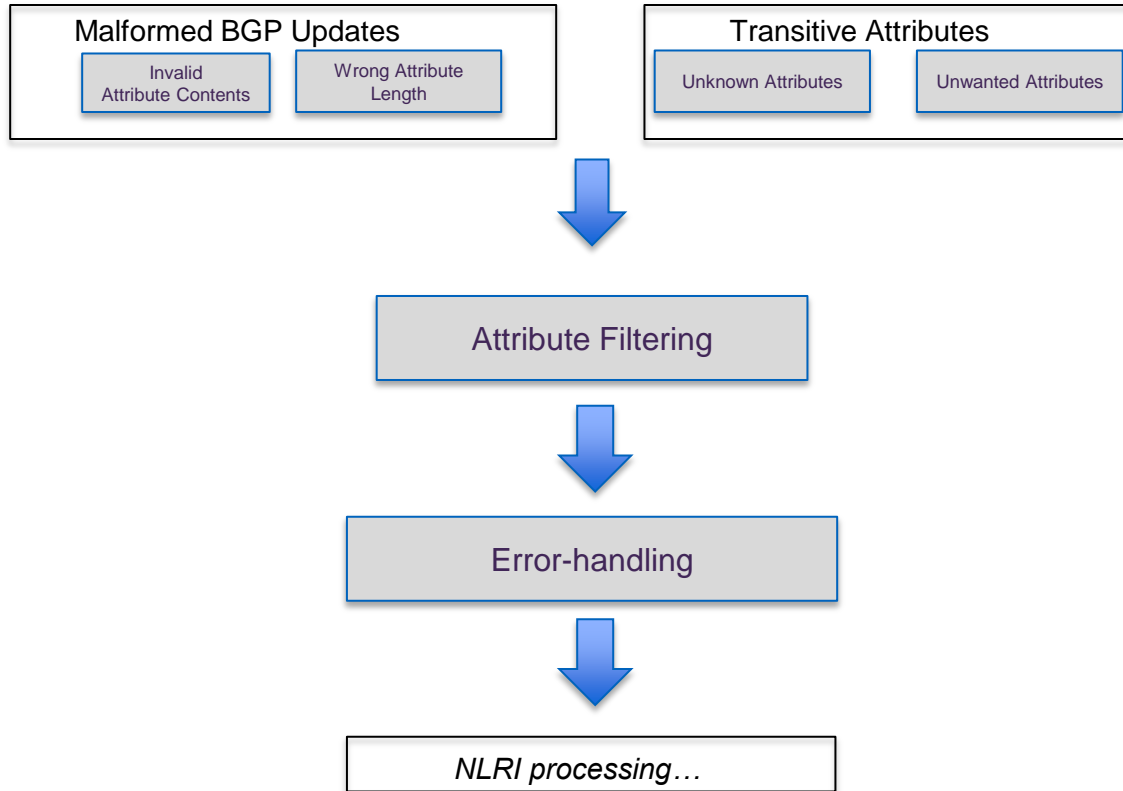 Malformed BGP Updates
Invalid
Attribute Contents
Wrong Attribute
Length
Transitive Attributes
Unknown Attributes
Unwanted Attributes
Attribute Filtering
Error-handling
NLRI processing…